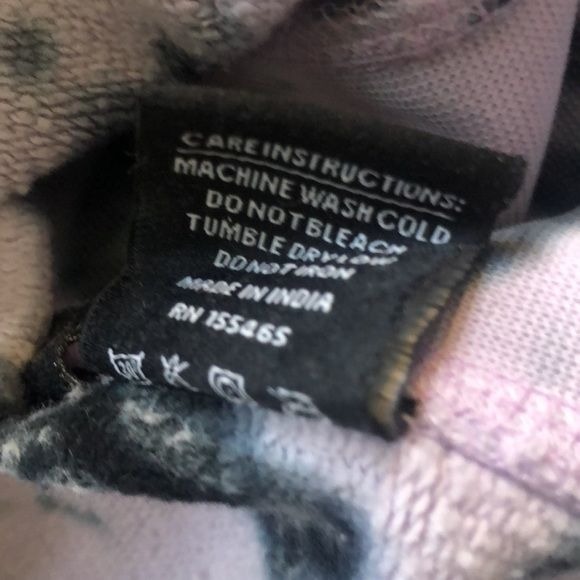 CARE INSTRUCTIONS:
MACHINE WASH COLD
DO NOT BLEACH
TUMBLE DRY LOW
DO NOT IRON
MADE IN INDIA
RN 155465